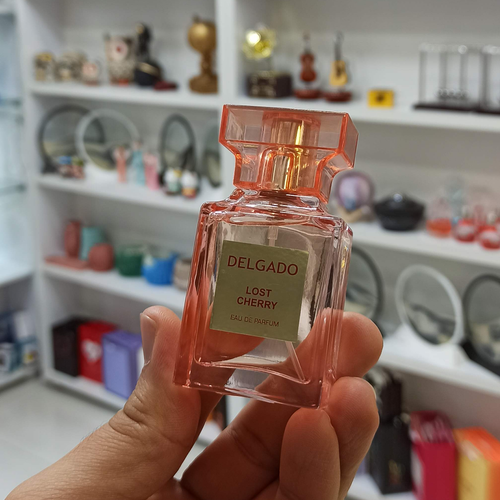 DELGADO
LOST
CHERRY
EAU DE PARFUM